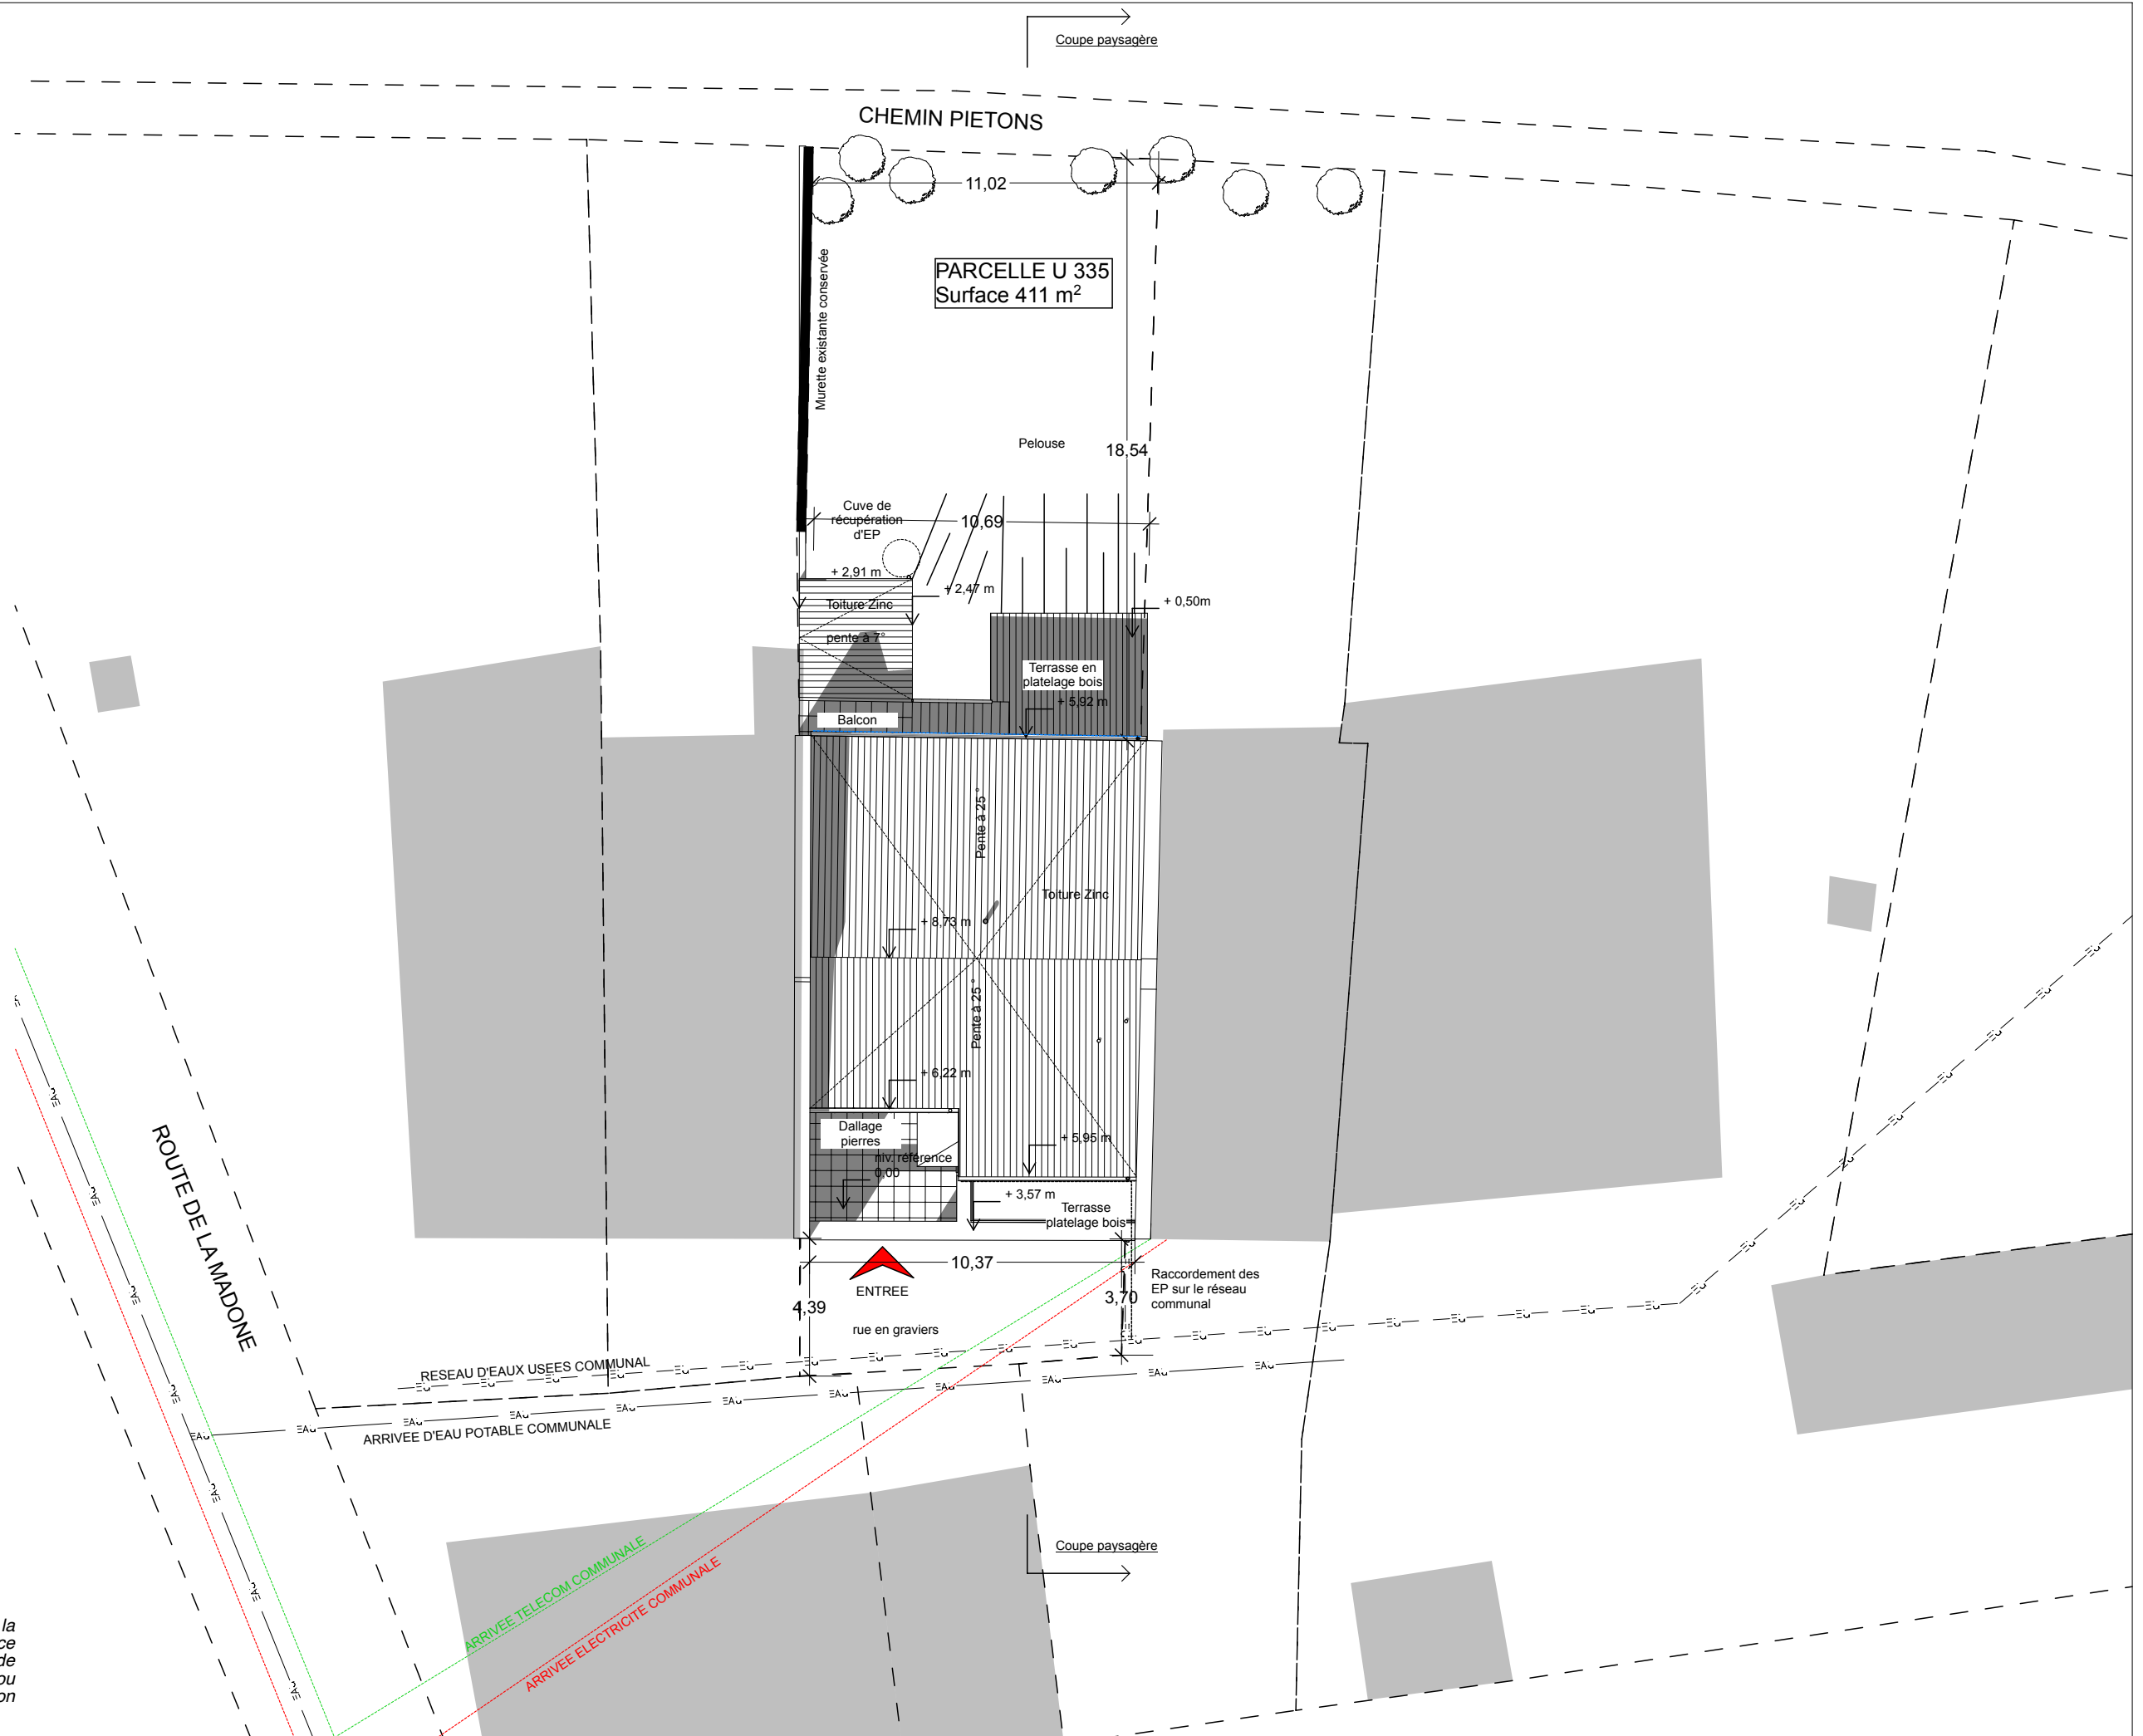 Coupe paysagère
CHEMIN PIETONS
11,02
PARCELLE U 335
Surface 411 m²
Murette existante conservée
Pelouse
18,54
Cuve de
récupération
d'EP
10,69
+ 2,91 m
+ 2,47 m
+ 0,50m
Toiture Zinc
pente à 7°
Terrasse en
platelage bois
+ 5,92 m
Balcon
Pente à 25 °
Toiture Zinc
+ 8,73 m
Pente à 25 °
+ 6,22 m
Dallage
pierres
+ 5,95 m
niv. référence
0,00
+ 3,57 m
Terrasse
platelage bois
10,37
ENTREE
4,39
3,70
Raccordement des
EP sur le réseau
communal
rue en graviers
ROUTE DE LA MADONE
RESEAU D'EAUX USEES COMMUNAL
ARRIVEE D'EAU POTABLE COMMUNALE
ARRIVEE TELECOM COMMUNALE
ARRIVEE ELECTRICITE COMMUNALE
Coupe paysagère
la
ce
de
ou
on